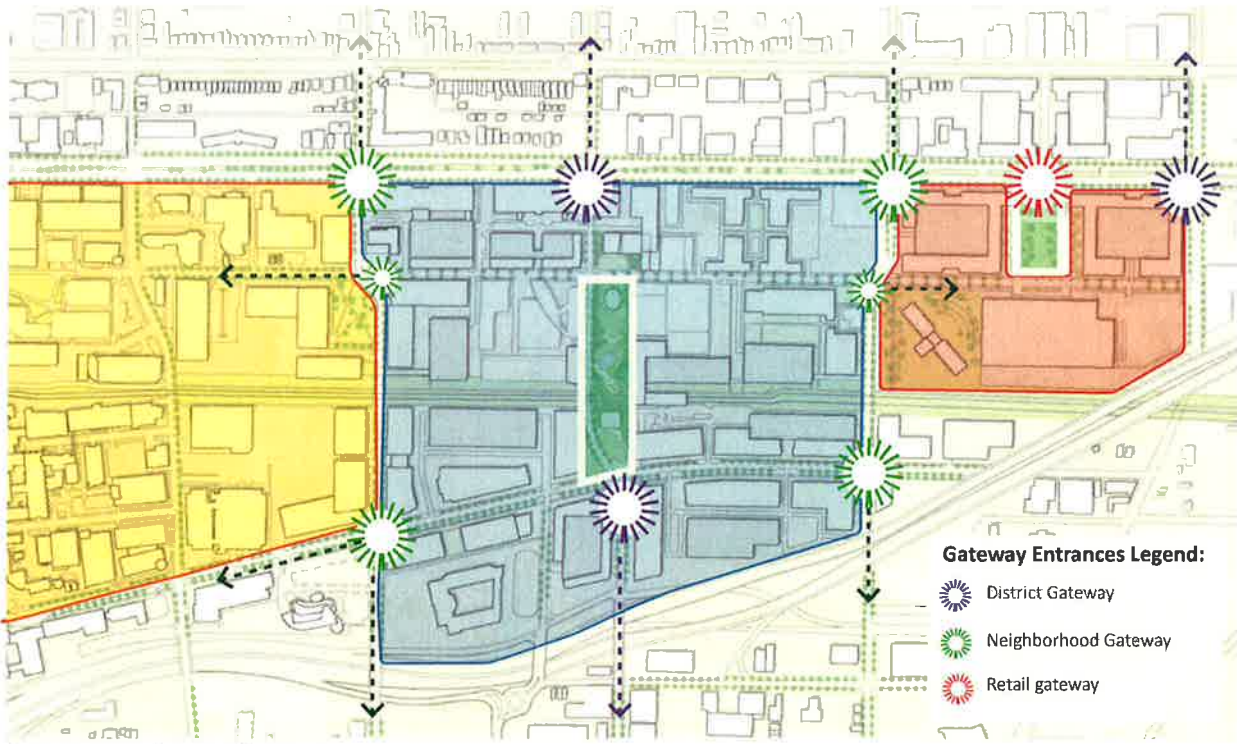 Gateway Entrances Legend:
District Gateway
Neighborhood Gateway
Retail gateway